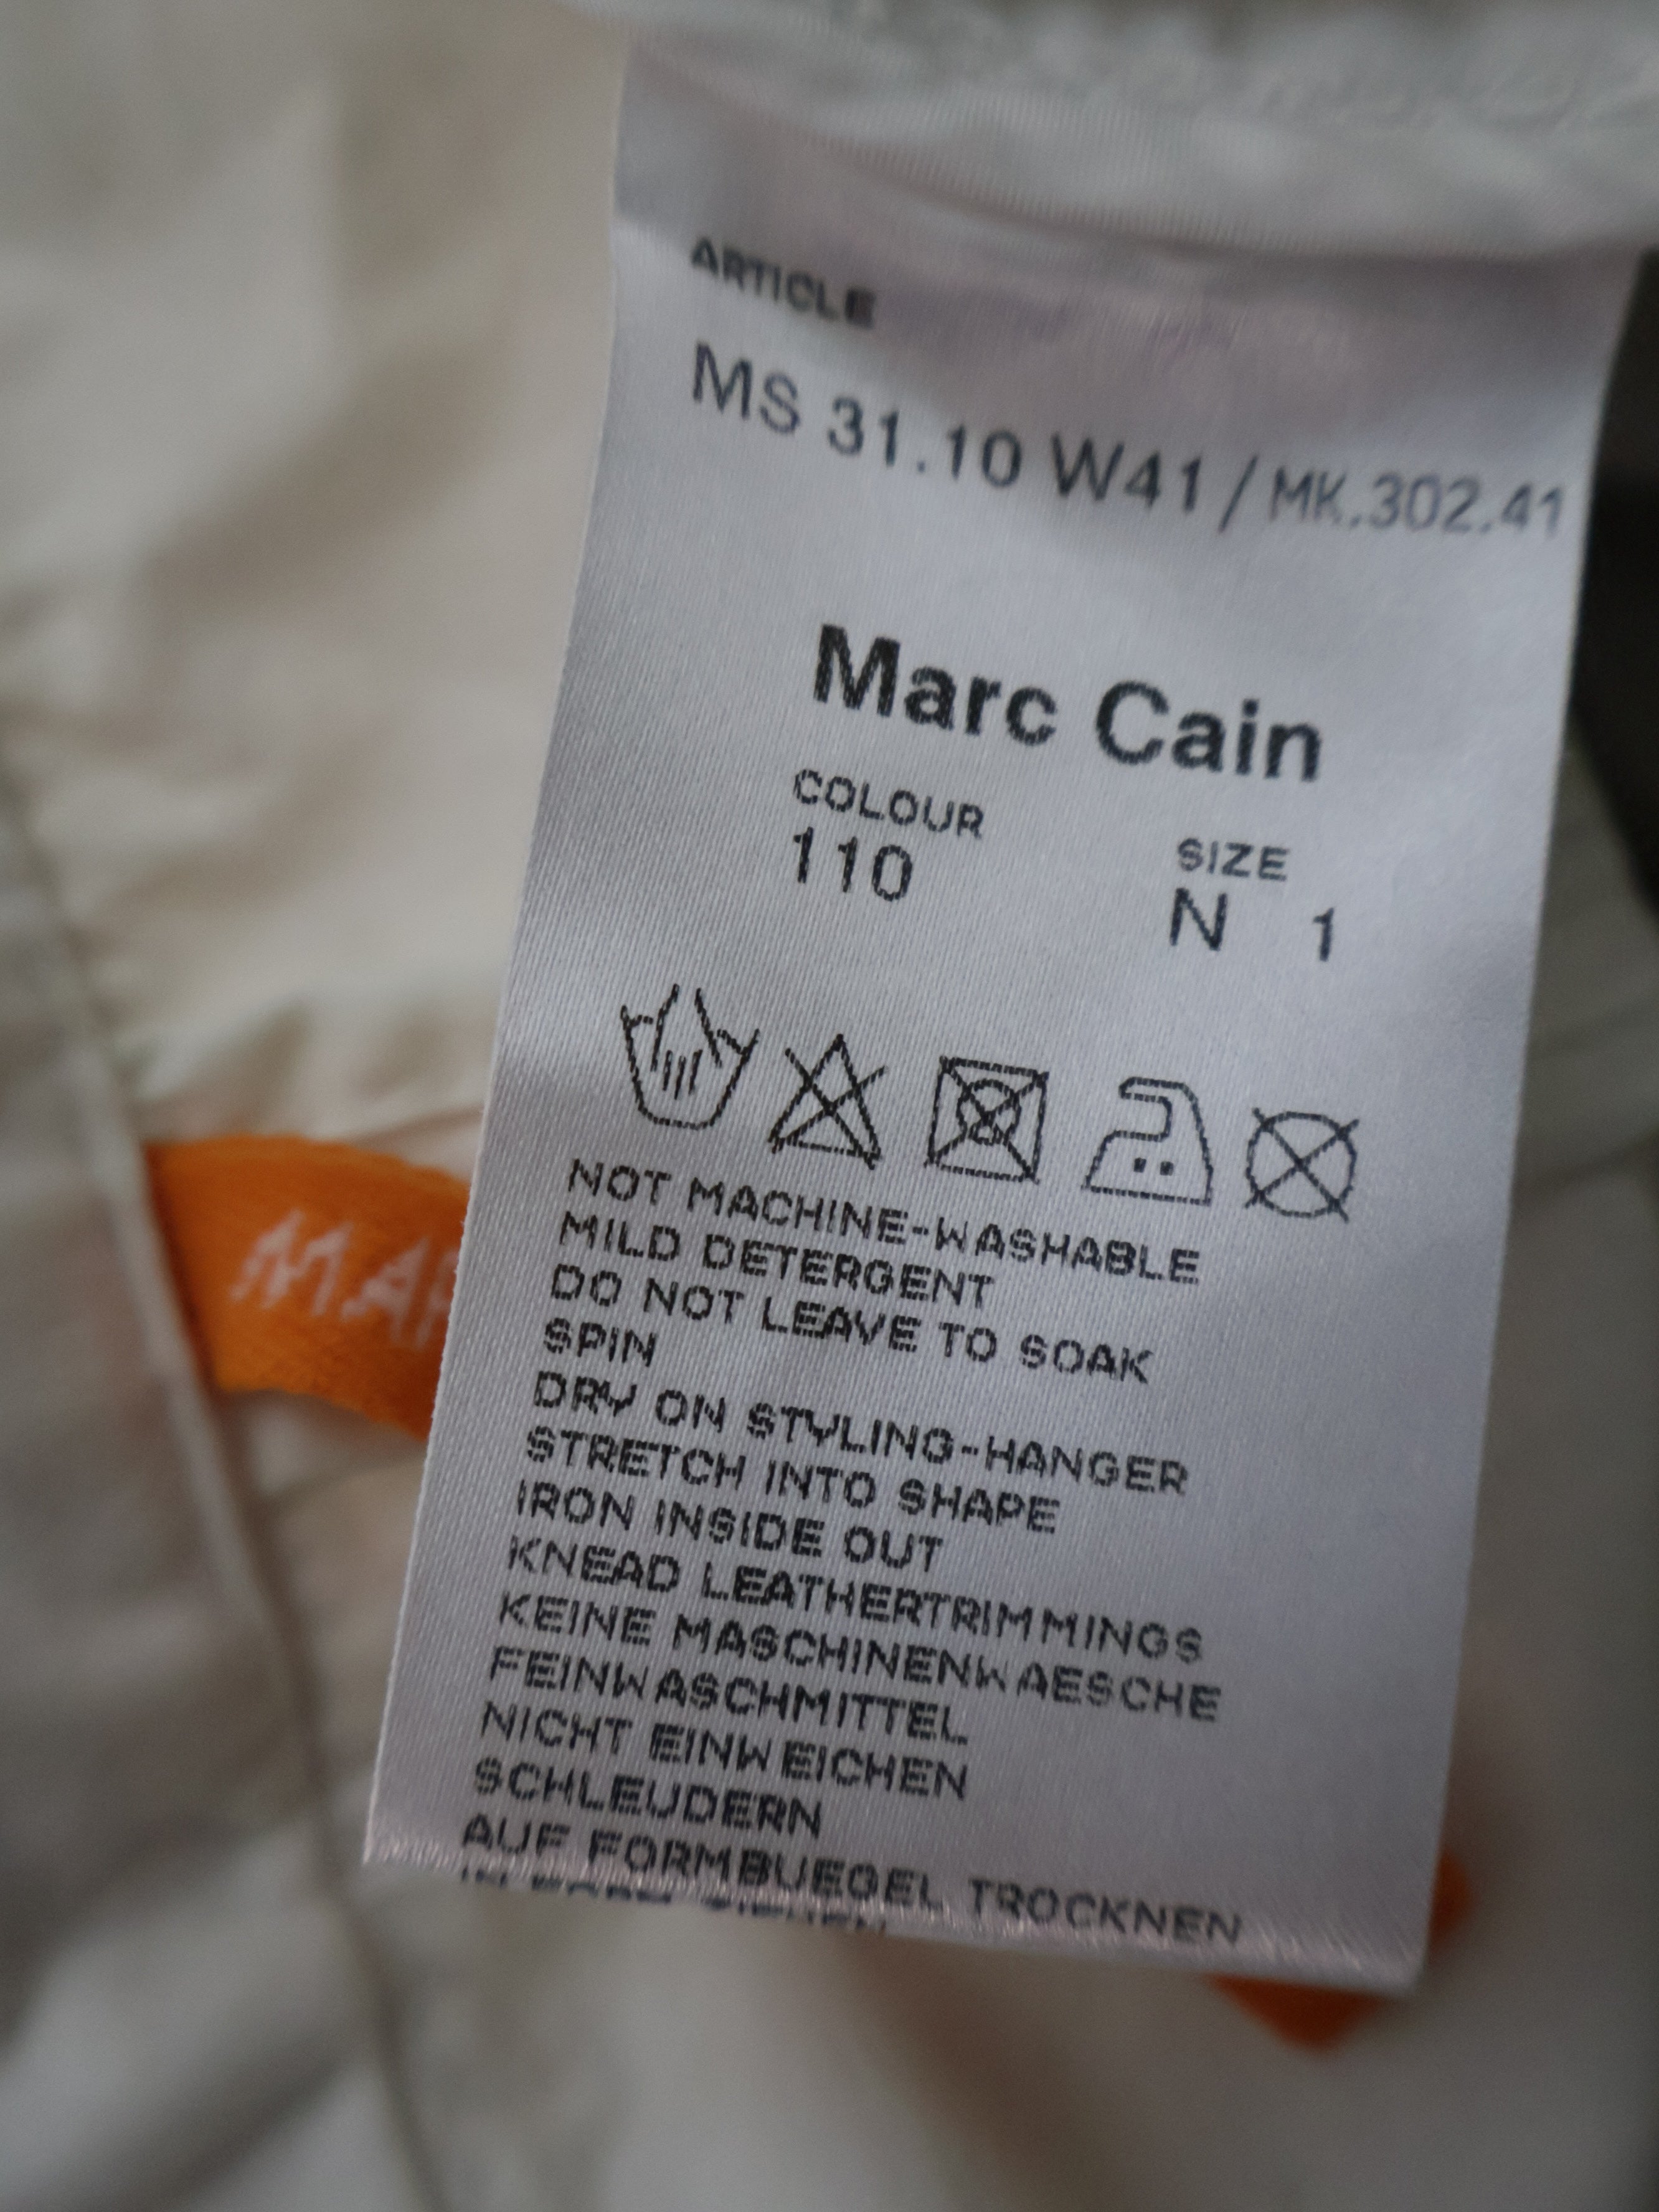 ARTICLE
MS 31.10 W41 / MK.302.41
Marc Cain
COLOUR
110
SIZE
N 1
NOT MACHINE-WASHABLE
MILD DETERGENT
DO NOT LEAVE TO SOAK
SPIN
DRY ON STYLING-HANGER
STRETCH INTO SHAPE
IRON INSIDE OUT
KNEAD LEATHERTRIMMINGS
KEINE MASCHINENWAESCHE
FEINWASCHMITTEL
NICHT EINWEICHEN
SCHLEUDERN
AUF FORMBUEGEL TROCKNEN